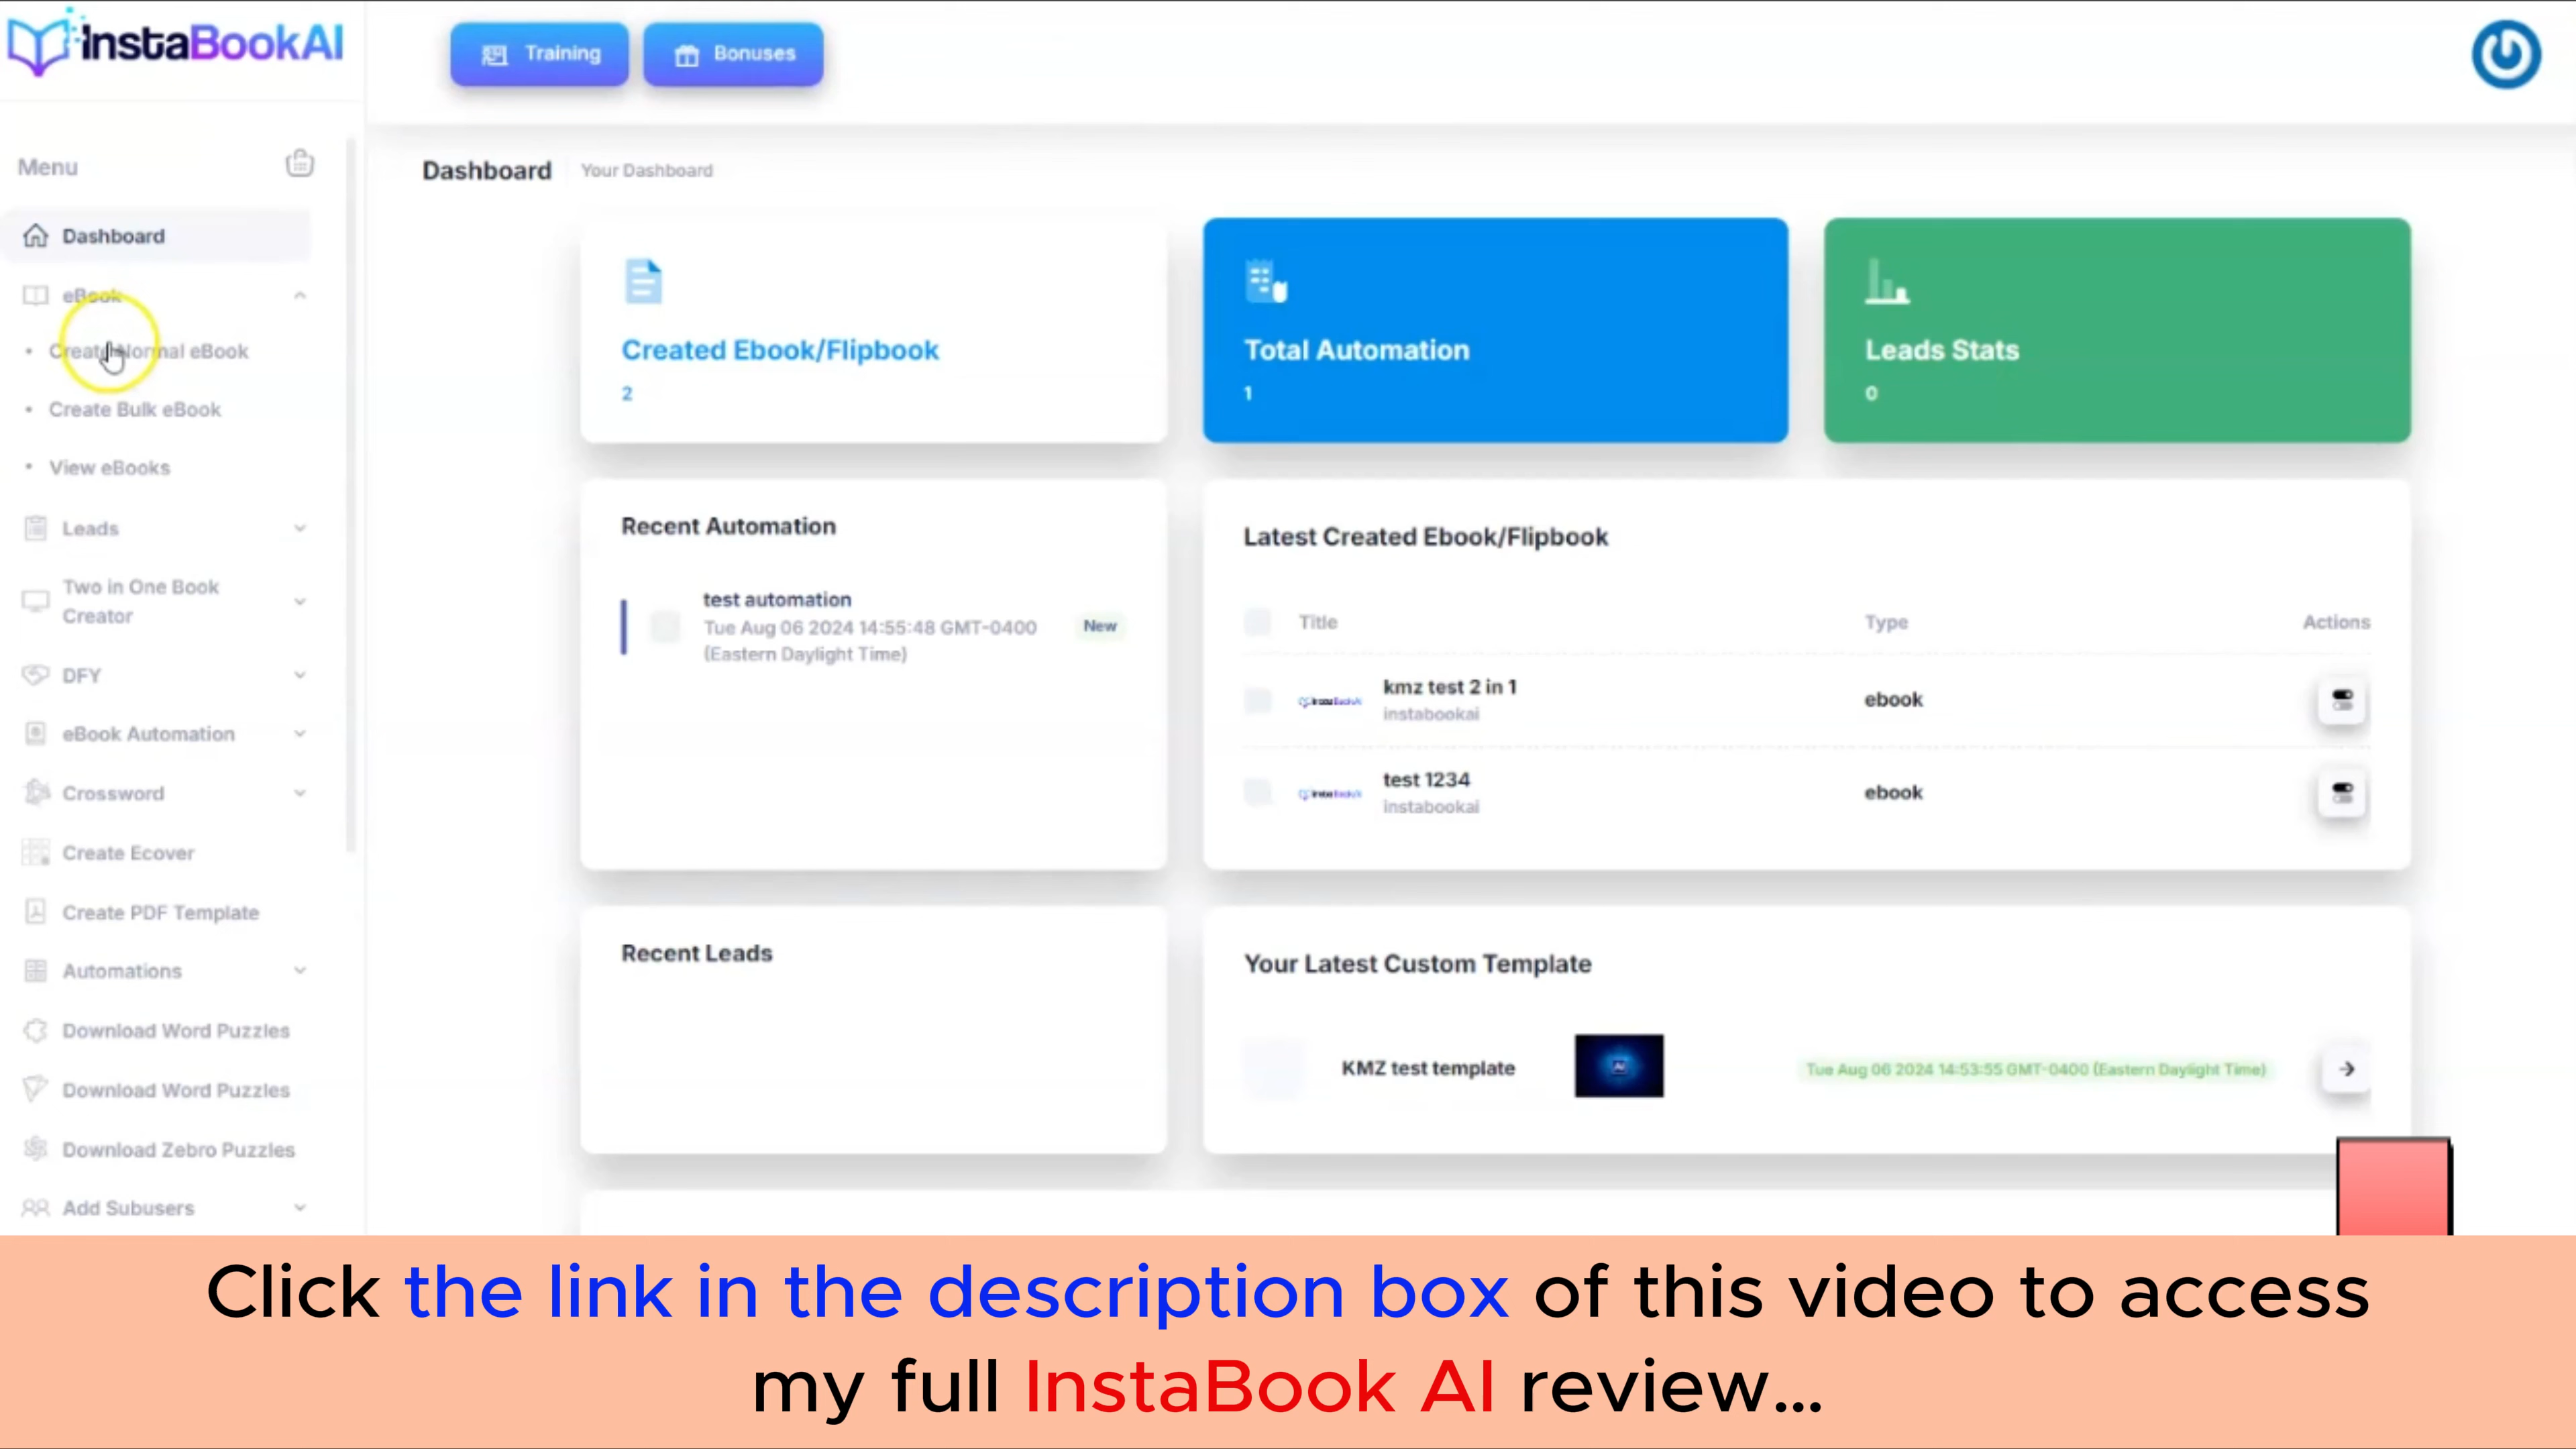 InstaBookAI
Training
Bonuses
Menu
Dashboard
eBook
Create Normal eBook
Create Bulk eBook
View eBooks
Leads
Two in One Book
Creator
DFY
eBook Automation
Crossword
Create Ecover
Create PDF Template
Automations
Download Word Puzzles
Download Word Puzzles
Download Zebro Puzzles
Add Subusers
Dashboard
Your Dashboard
Created Ebook/Flipbook
2
Total Automation
1
Leads Stats
0
Recent Automation
test automation
Tue Aug 06 2024 14:55:48 GMT-0400
(Eastern Daylight Time)
New
Latest Created Ebook/Flipbook
Title Type Actions
kmz test 2 in 1
instabookai
ebook
test 1234
instabookai
ebook
Recent Leads
Your Latest Custom Template
KMZ test template
AI
Tue Aug 06 2024 14:53:55 GMT-0400 (Eastern Daylight Time)
Click the link in the description box of this video to access
my full InstaBook AI review...